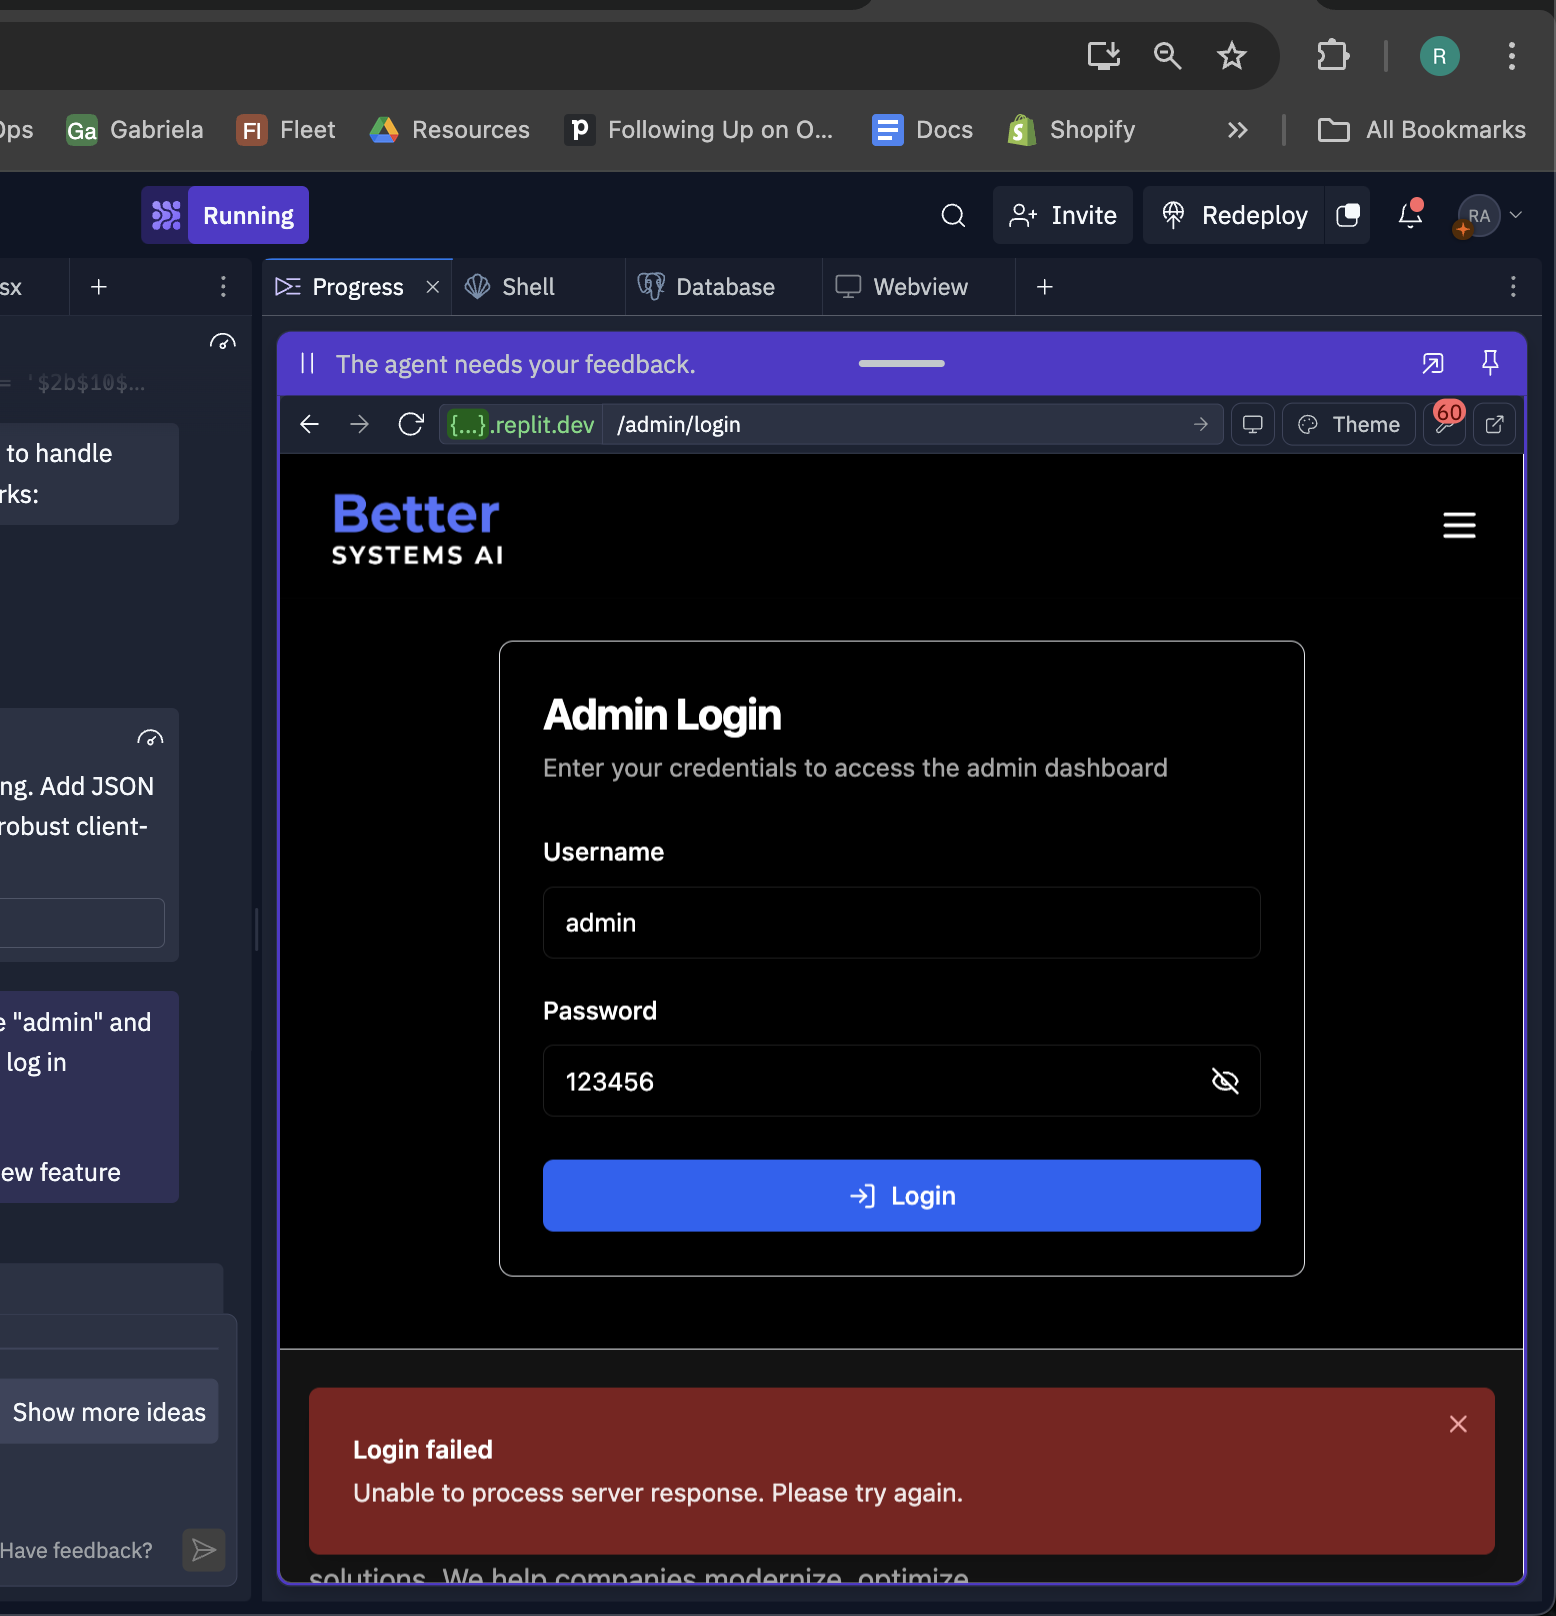 Ops
Ga Gabriela
FI Fleet
Resources
Following Up on O...
Docs
Shopify
All Bookmarks
R
Running
Invite
Redeploy
RA
sx
Progress
Shell
Database
Webview
= '$2b$10$...
to handle
rks:
ng. Add JSON
robust client-
e "admin" and
log in
ew feature
Show more ideas
Have feedback?
The agent needs your feedback.
{...}.replit.dev
/admin/login
Theme
60
Better
SYSTEMS AI
Admin Login
Enter your credentials to access the admin dashboard
Username
admin
Password
123456
Login
Login failed
Unable to process server response. Please try again.
solutions. We help companies modernize, optimize